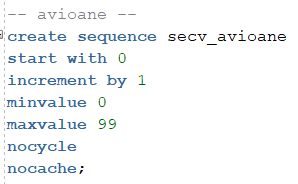 -- avioane --
create sequence secv_avioane
start with 0
increment by 1
minvalue 0
maxvalue 99
nocycle
nocache;